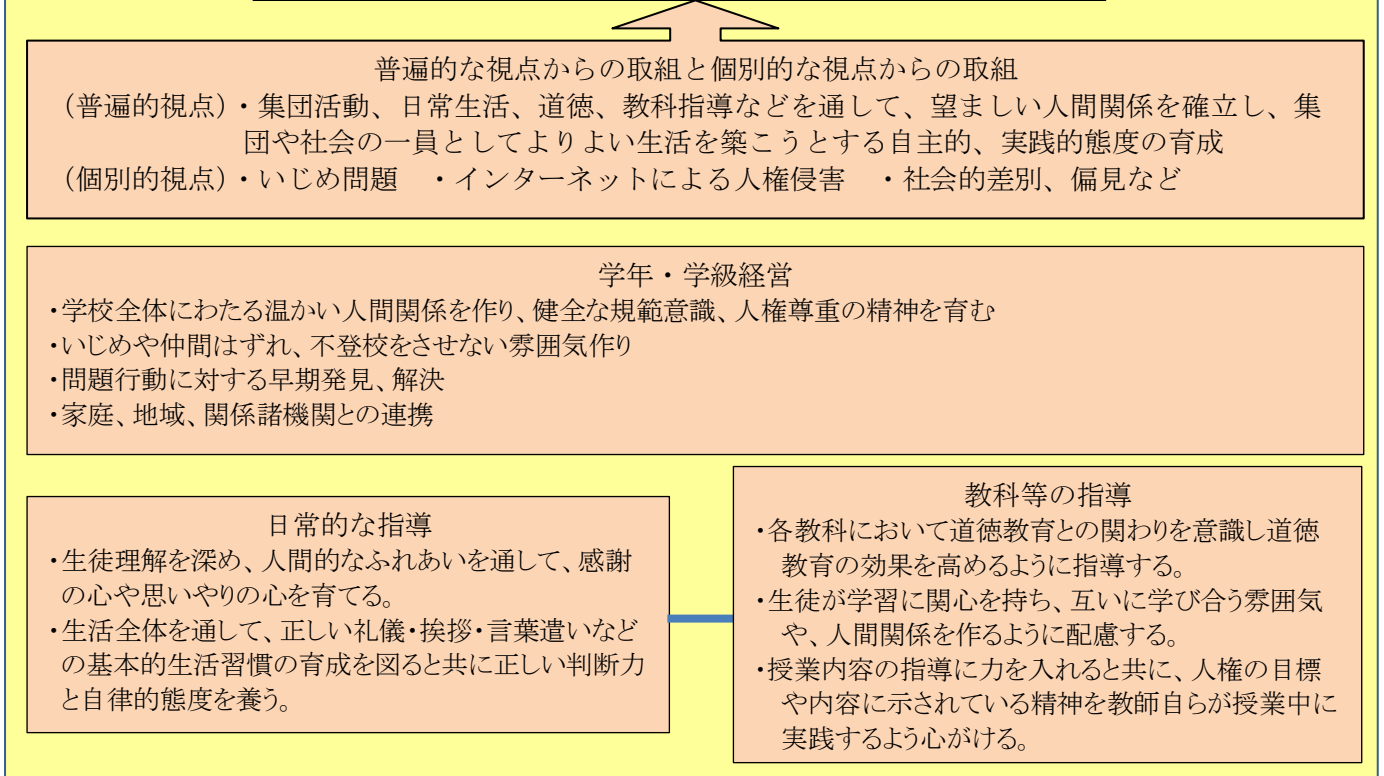 普遍的な視点からの取組と個別的な視点からの取組
（普遍的視点）・集団活動、日常生活、道徳、教科指導などを通して、望ましい人間関係を確立し、集
団や社会の一員としてよりよい生活を築こうとする自主的、実践的態度の育成
（個別的視点）・いじめ問題　・インターネットによる人権侵害　・社会的差別、偏見など
学年・学級経営
・学校全体にわたる温かい人間関係を作り、健全な規範意識、人権尊重の精神を育む
・いじめや仲間はずれ、不登校をさせない雰囲気作り
・問題行動に対する早期発見、解決
・家庭、地域、関係諸機関との連携
日常的な指導
・生徒理解を深め、人間的なふれあいを通して、感謝
の心や思いやりの心を育てる。
・生活全体を通して、正しい礼儀・挨拶・言葉遣いなど
の基本的生活習慣の育成を図ると共に正しい判断力
と自律的態度を養う。
教科等の指導
・各教科において道徳教育との関わりを意識し道徳
教育の効果を高めるように指導する。
・生徒が学習に関心を持ち、互いに学び合う雰囲気
や、人間関係を作るように配慮する。
・授業内容の指導に力を入れると共に、人権の目標
や内容に示されている精神を教師自らが授業中に
実践するよう心がける。